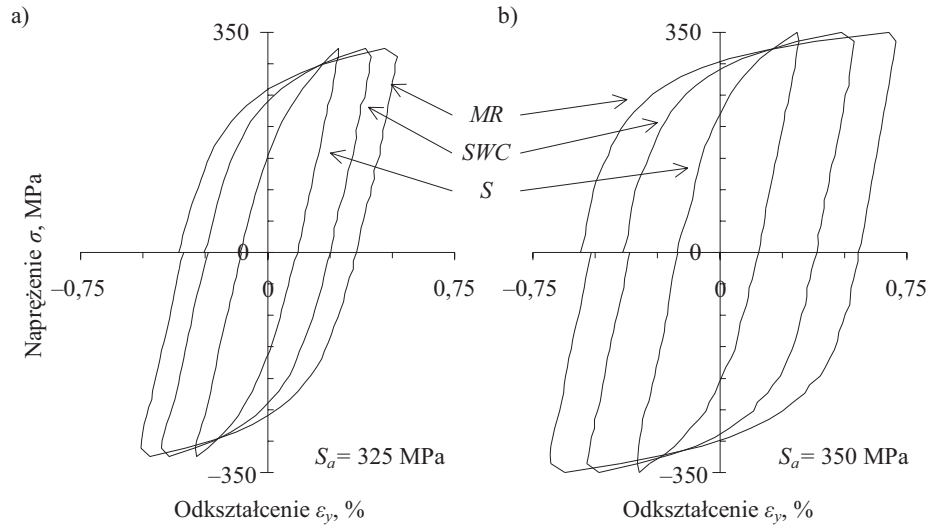 a)
350
b)
350
MR
SWC
S
Naprężenie σ, MPa
0
0
–0,75
0
0,75
–0,75
0
0,75
Sₐ= 325 MPa
Sₐ= 350 MPa
–350
–350
Odkształcenie εy, %
Odkształcenie εy, %